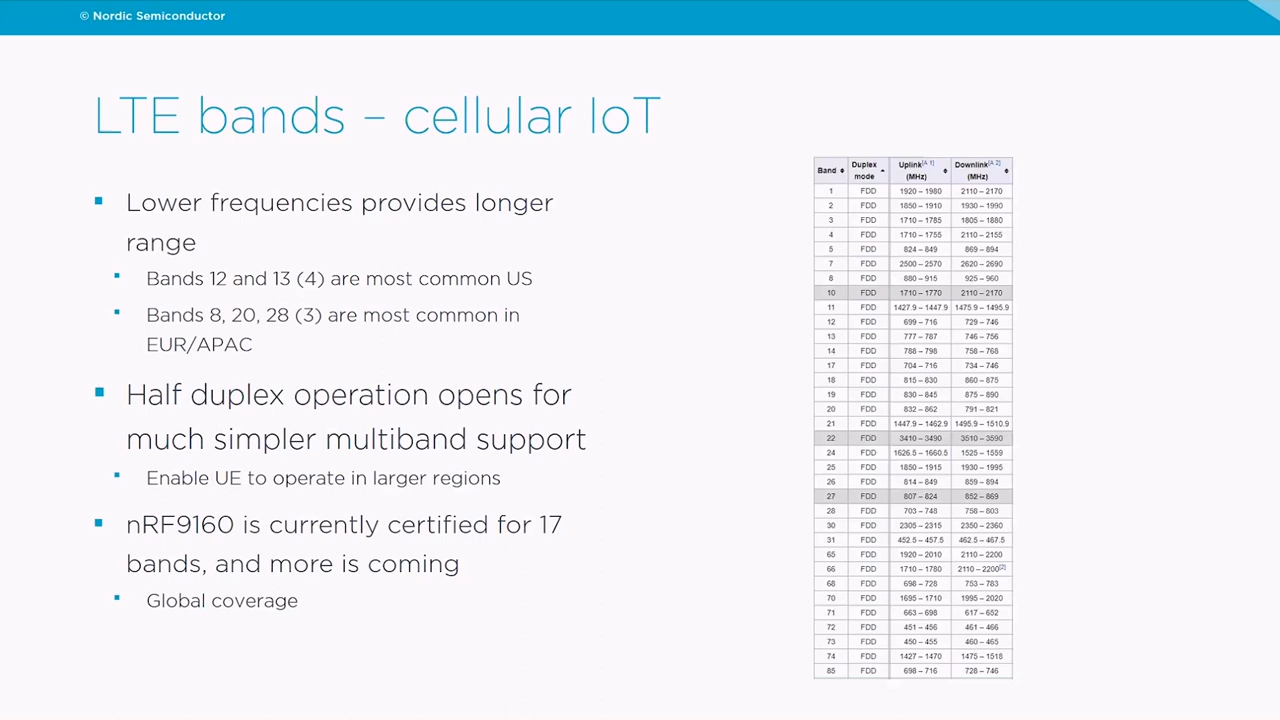 © Nordic Semiconductor
LTE bands – cellular IoT
▪ Lower frequencies provides longer
range
▪ Bands 12 and 13 (4) are most common US
▪ Bands 8, 20, 28 (3) are most common in
EUR/APAC
▪ Half duplex operation opens for
much simpler multiband support
▪ Enable UE to operate in larger regions
▪ nRF9160 is currently certified for 17
bands, and more is coming
▪ Global coverage
Band Duplex mode Uplink[A 1] (MHz) Downlink[A 2] (MHz)
1 FDD 1920 – 1980 2110 – 2170
2 FDD 1850 – 1910 1930 – 1990
3 FDD 1710 – 1785 1805 – 1880
4 FDD 1710 – 1755 2110 – 2155
5 FDD 824 – 849 869 – 894
7 FDD 2500 – 2570 2620 – 2690
8 FDD 880 – 915 925 – 960
10 FDD 1710 – 1770 2110 – 2170
11 FDD 1427.9 – 1447.9 1475.9 – 1495.9
12 FDD 699 – 716 729 – 746
13 FDD 777 – 787 746 – 756
14 FDD 788 – 798 758 – 768
17 FDD 704 – 716 734 – 746
18 FDD 815 – 830 860 – 875
19 FDD 830 – 845 875 – 890
20 FDD 832 – 862 791 – 821
21 FDD 1447.9 – 1462.9 1495.9 – 1510.9
22 FDD 3410 – 3490 3510 – 3590
24 FDD 1626.5 – 1660.5 1525 – 1559
25 FDD 1850 – 1915 1930 – 1995
26 FDD 814 – 849 859 – 894
27 FDD 807 – 824 852 – 869
28 FDD 703 – 748 758 – 803
30 FDD 2305 – 2315 2350 – 2360
31 FDD 452.5 – 457.5 462.5 – 467.5
65 FDD 1920 – 2010 2110 – 2200
66 FDD 1710 – 1780 2110 – 2200[2]
68 FDD 698 – 728 753 – 783
70 FDD 1695 – 1710 1995 – 2020
71 FDD 663 – 698 617 – 652
72 FDD 451 – 456 461 – 466
73 FDD 450 – 455 460 – 465
74 FDD 1427 – 1470 1475 – 1518
85 FDD 698 – 716 728 – 746